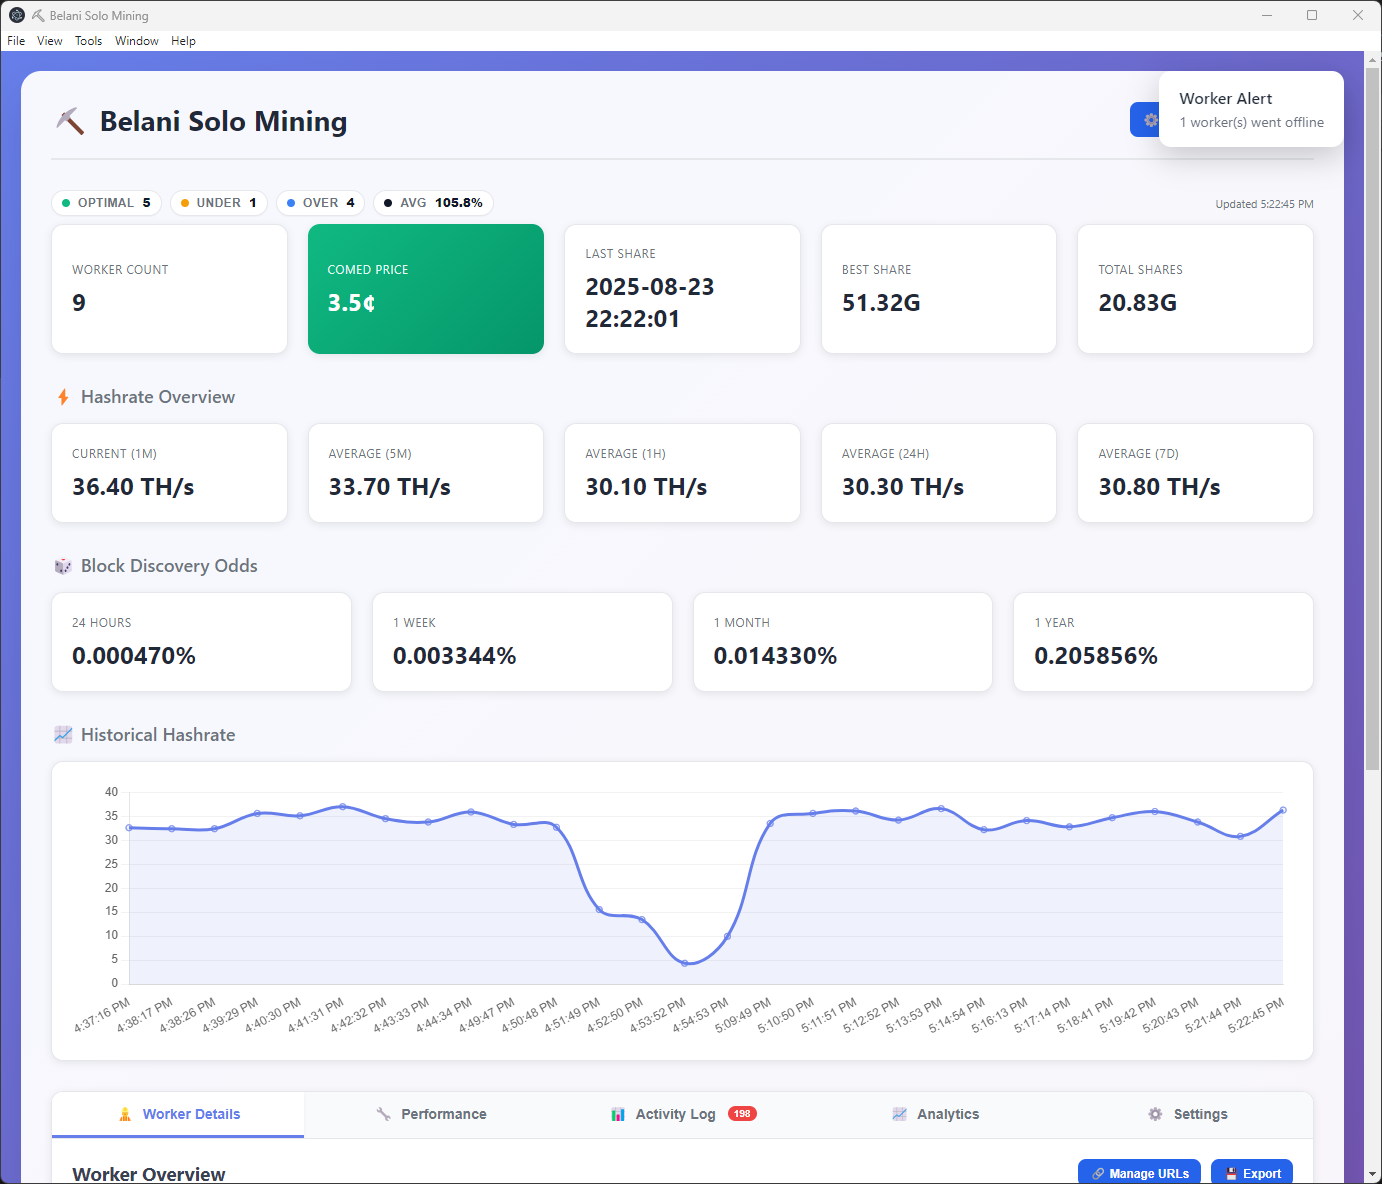 Belani Solo Mining
File View Tools Window Help
Belani Solo Mining
Worker Alert
1 worker(s) went offline
OPTIMAL 5
UNDER 1
OVER 4
AVG 105.8%
Updated 5:22:45 PM
WORKER COUNT
9
COMED PRICE
3.5¢
LAST SHARE
2025-08-23
22:22:01
BEST SHARE
51.32G
TOTAL SHARES
20.83G
Hashrate Overview
CURRENT (1M)
36.40 TH/s
AVERAGE (5M)
33.70 TH/s
AVERAGE (1H)
30.10 TH/s
AVERAGE (24H)
30.30 TH/s
AVERAGE (7D)
30.80 TH/s
Block Discovery Odds
24 HOURS
0.000470%
1 WEEK
0.003344%
1 MONTH
0.014330%
1 YEAR
0.205856%
Historical Hashrate
40
35
30
25
20
15
10
5
0
4:37:16 PM
4:38:17 PM
4:38:26 PM
4:39:29 PM
4:40:30 PM
4:41:31 PM
4:42:32 PM
4:43:33 PM
4:44:34 PM
4:49:47 PM
4:50:48 PM
4:51:49 PM
4:52:50 PM
4:53:52 PM
4:54:53 PM
5:09:49 PM
5:10:50 PM
5:11:51 PM
5:12:52 PM
5:13:53 PM
5:14:54 PM
5:16:13 PM
5:17:14 PM
5:18:41 PM
5:19:42 PM
5:20:43 PM
5:21:44 PM
5:22:45 PM
Worker Details
Performance
Activity Log 198
Analytics
Settings
Worker Overview
Manage URLs
Export